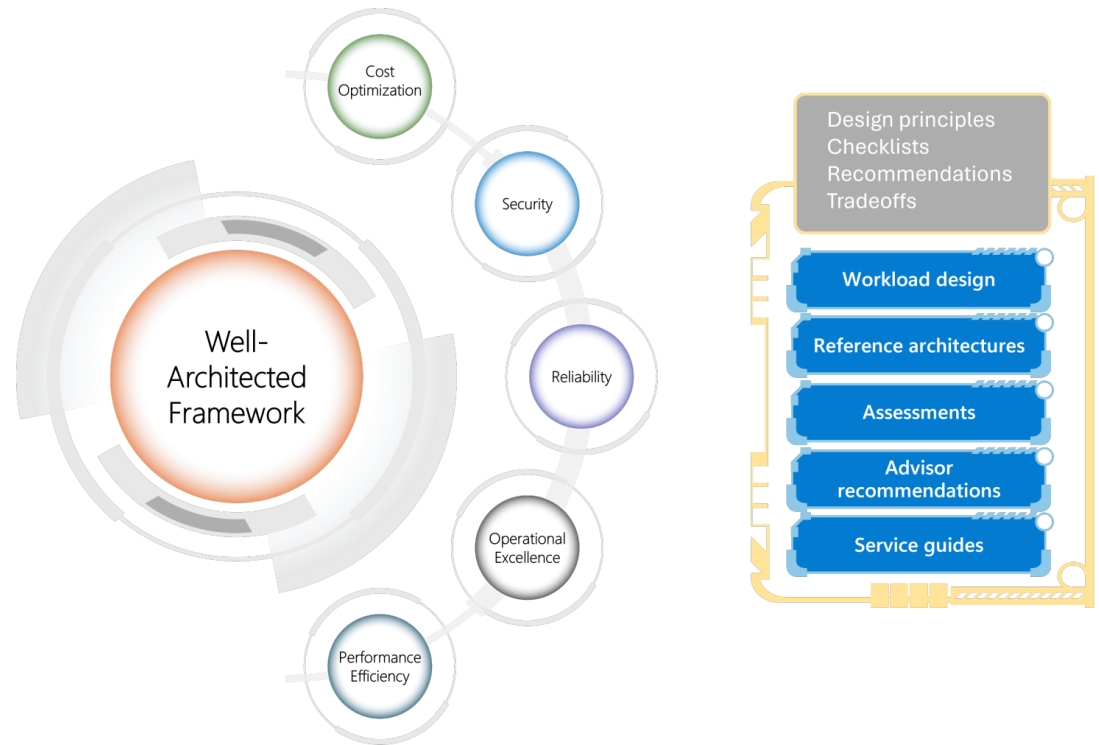 Cost
Optimization
Security
Well-
Architected
Framework
Reliability
Operational
Excellence
Performance
Efficiency
Design principles
Checklists
Recommendations
Tradeoffs
Workload design
Reference architectures
Assessments
Advisor
recommendations
Service guides